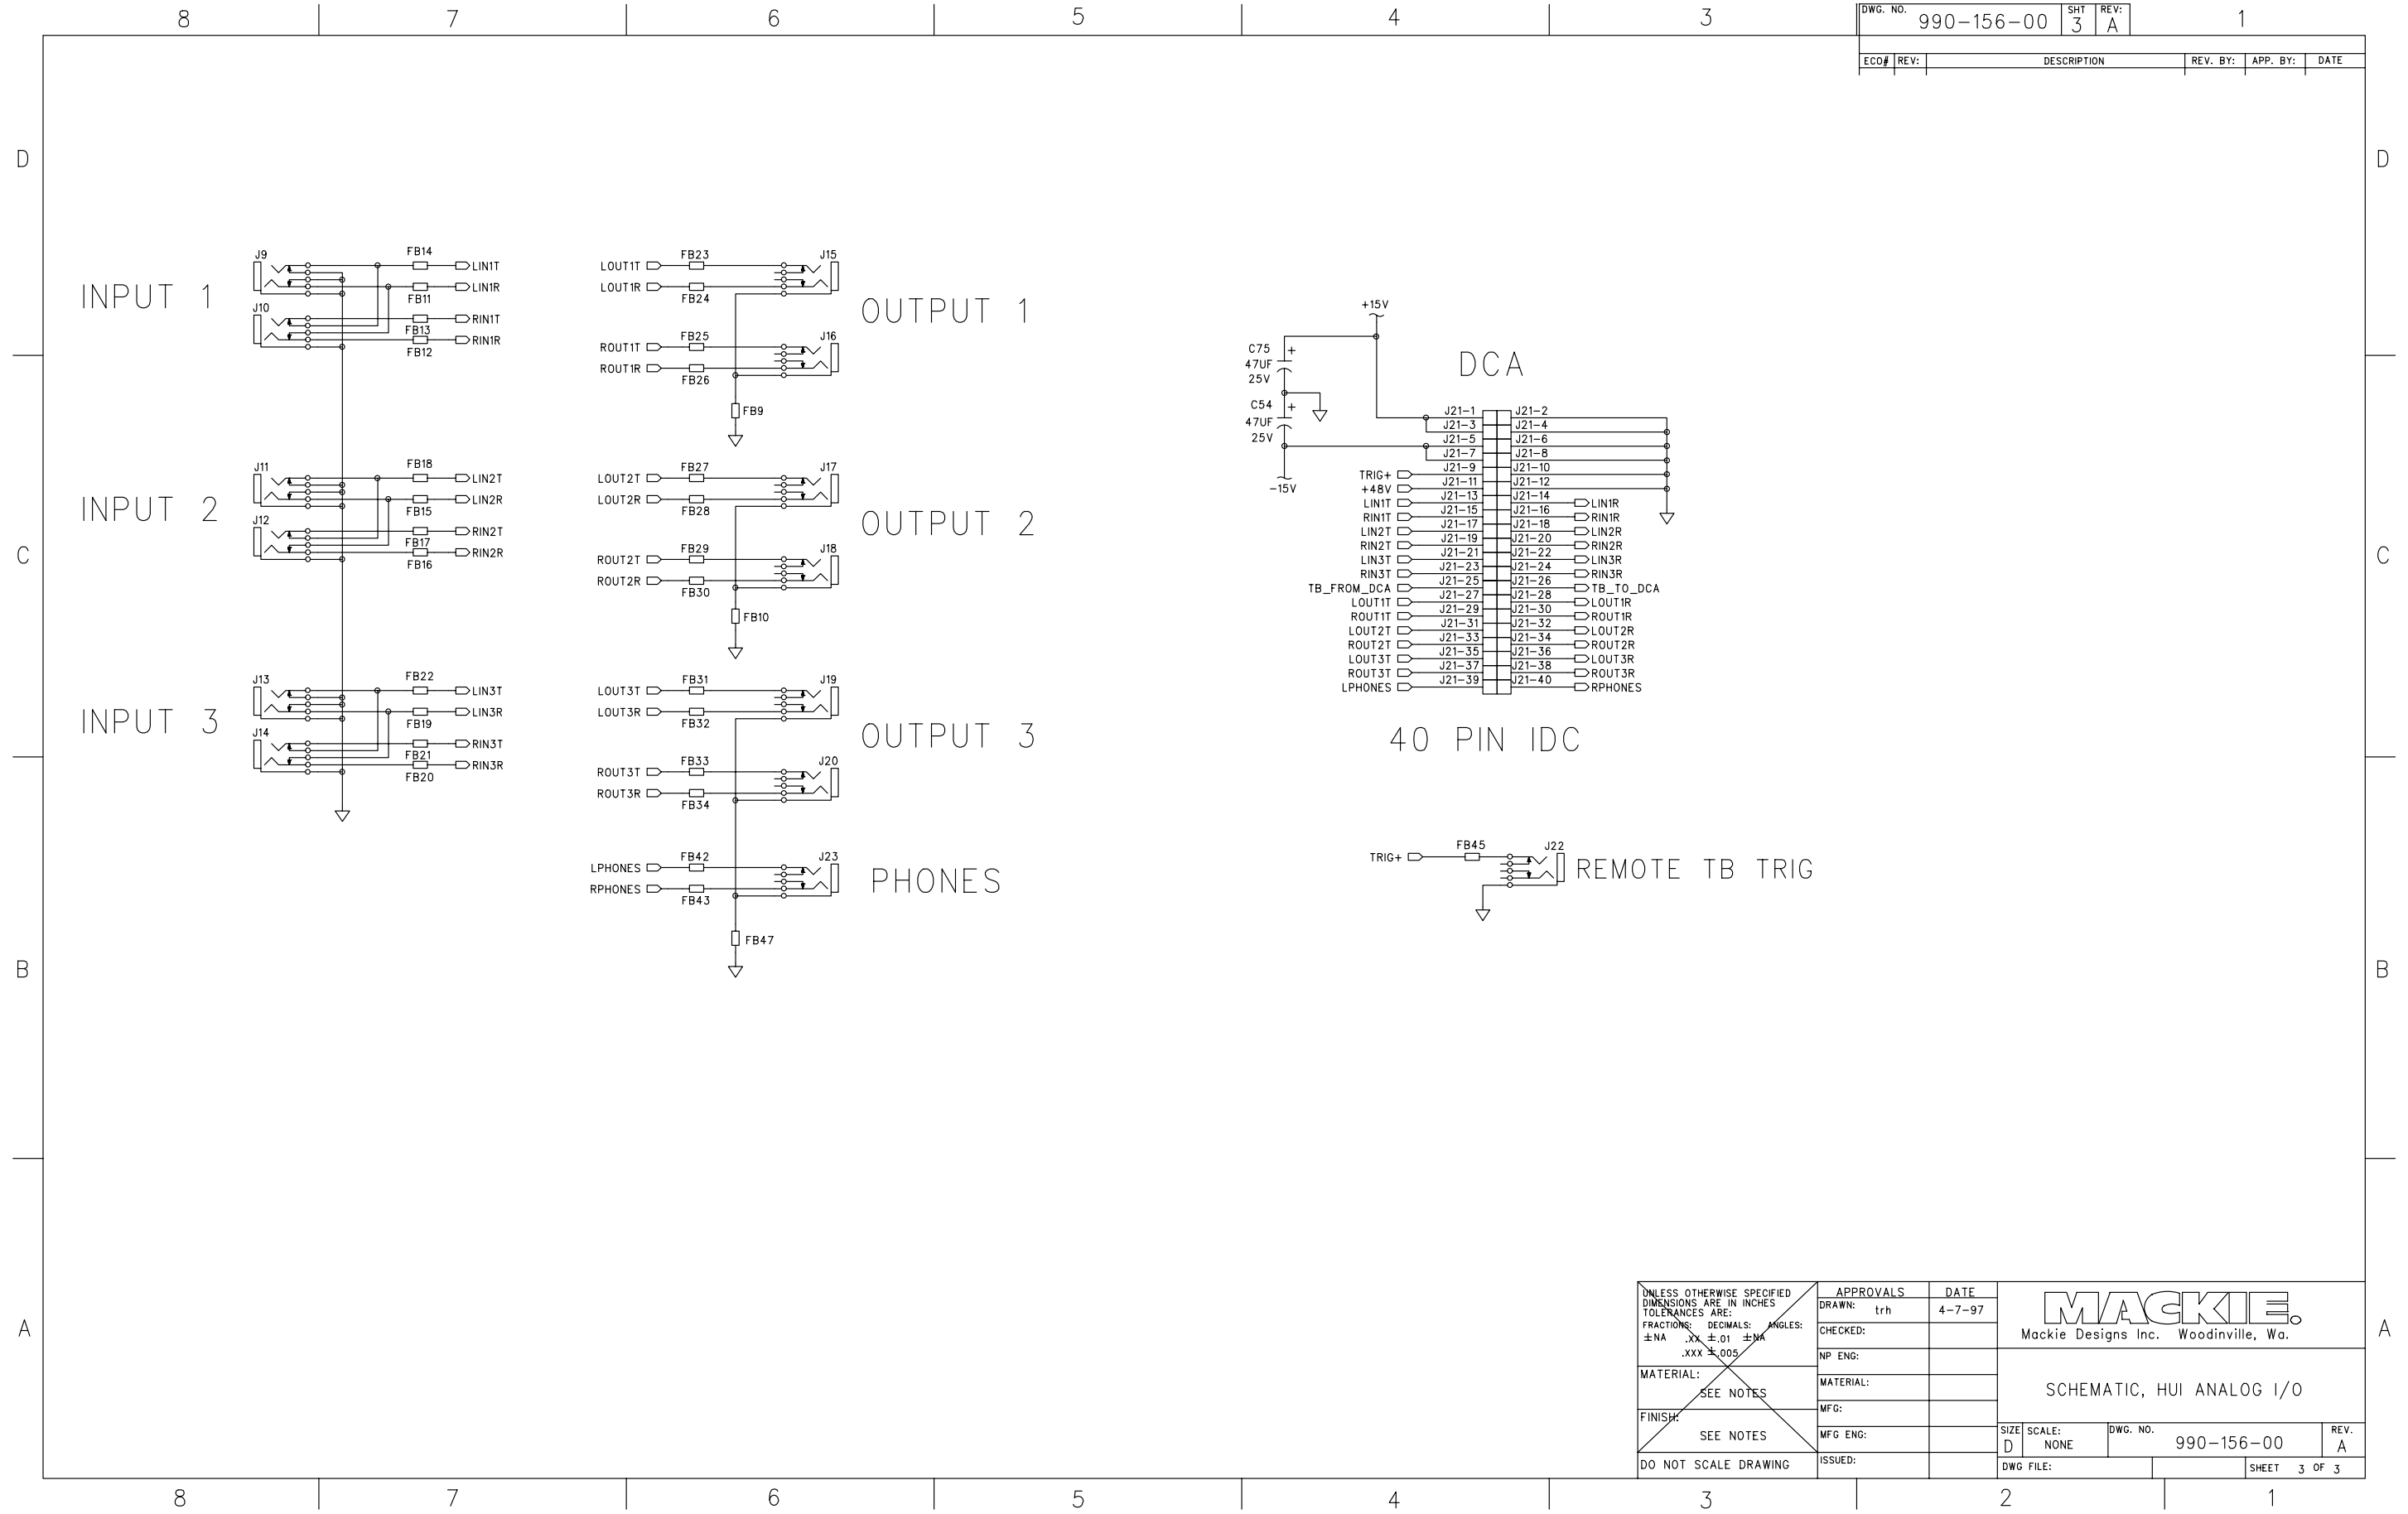 8 7 6 5 4 3 1
DWG. NO. 990-156-00 SHT 3 REV: A
ECO# REV: DESCRIPTION REV. BY: APP. BY: DATE
D D
INPUT 1
J9
FB14
LIN1T
LIN1R
FB11
J10
RIN1T
FB13
RIN1R
FB12
INPUT 2
J11
FB18
LIN2T
LIN2R
FB15
J12
RIN2T
FB17
RIN2R
FB16
INPUT 3
J13
FB22
LIN3T
LIN3R
FB19
J14
RIN3T
FB21
RIN3R
FB20
LOUT1T FB23 J15
LOUT1R FB24
OUTPUT 1
ROUT1T FB25 J16
ROUT1R FB26
FB9
LOUT2T FB27 J17
LOUT2R FB28
OUTPUT 2
ROUT2T FB29 J18
ROUT2R FB30
FB10
LOUT3T FB31 J19
LOUT3R FB32
OUTPUT 3
ROUT3T FB33 J20
ROUT3R FB34
LPHONES FB42 J23
RPHONES FB43
PHONES
FB47
+15V
C75 +
47UF
25V
C54 +
47UF
25V
-15V
DCA
J21-1 J21-2
J21-3 J21-4
J21-5 J21-6
J21-7 J21-8
TRIG+ J21-9 J21-10
+48V J21-11 J21-12
LIN1T J21-13 J21-14 LIN1R
RIN1T J21-15 J21-16 RIN1R
LIN2T J21-17 J21-18 LIN2R
RIN2T J21-19 J21-20 RIN2R
LIN3T J21-21 J21-22 LIN3R
RIN3T J21-23 J21-24 RIN3R
TB_FROM_DCA J21-25 J21-26 TB_TO_DCA
LOUT1T J21-27 J21-28 LOUT1R
ROUT1T J21-29 J21-30 ROUT1R
LOUT2T J21-31 J21-32 LOUT2R
ROUT2T J21-33 J21-34 ROUT2R
LOUT3T J21-35 J21-36 LOUT3R
ROUT3T J21-37 J21-38 ROUT3R
LPHONES J21-39 J21-40 RPHONES
40 PIN IDC
TRIG+ FB45 J22
REMOTE TB TRIG
C C
B B
A A
UNLESS OTHERWISE SPECIFIED
DIMENSIONS ARE IN INCHES
TOLERANCES ARE:
FRACTIONS: DECIMALS: ANGLES:
±NA .XX ±.01 ±NA
.XXX ±.005
MATERIAL:
SEE NOTES
FINISH:
SEE NOTES
DO NOT SCALE DRAWING
APPROVALS DATE
DRAWN: trh 4-7-97
CHECKED:
NP ENG:
MATERIAL:
MFG:
MFG ENG:
ISSUED:
MACKIE.
Mackie Designs Inc. Woodinville, Wa.
SCHEMATIC, HUI ANALOG I/O
SIZE D SCALE: NONE DWG. NO. 990-156-00 REV. A
DWG FILE: SHEET 3 OF 3
8 7 6 5 4 3 2 1